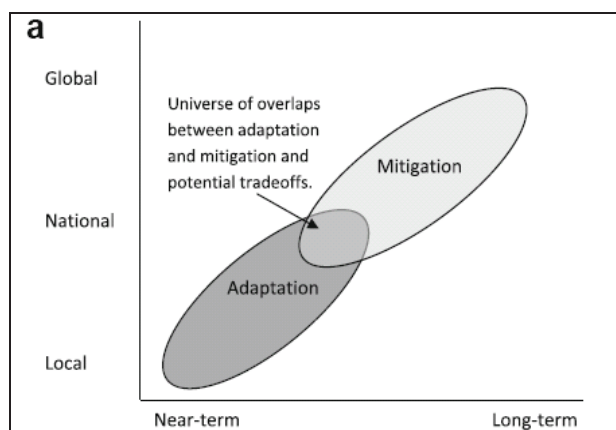 a
Global
Universe of overlaps
between adaptation
and mitigation and
potential tradeoffs.
Mitigation
National
Adaptation
Local
Near-term Long-term